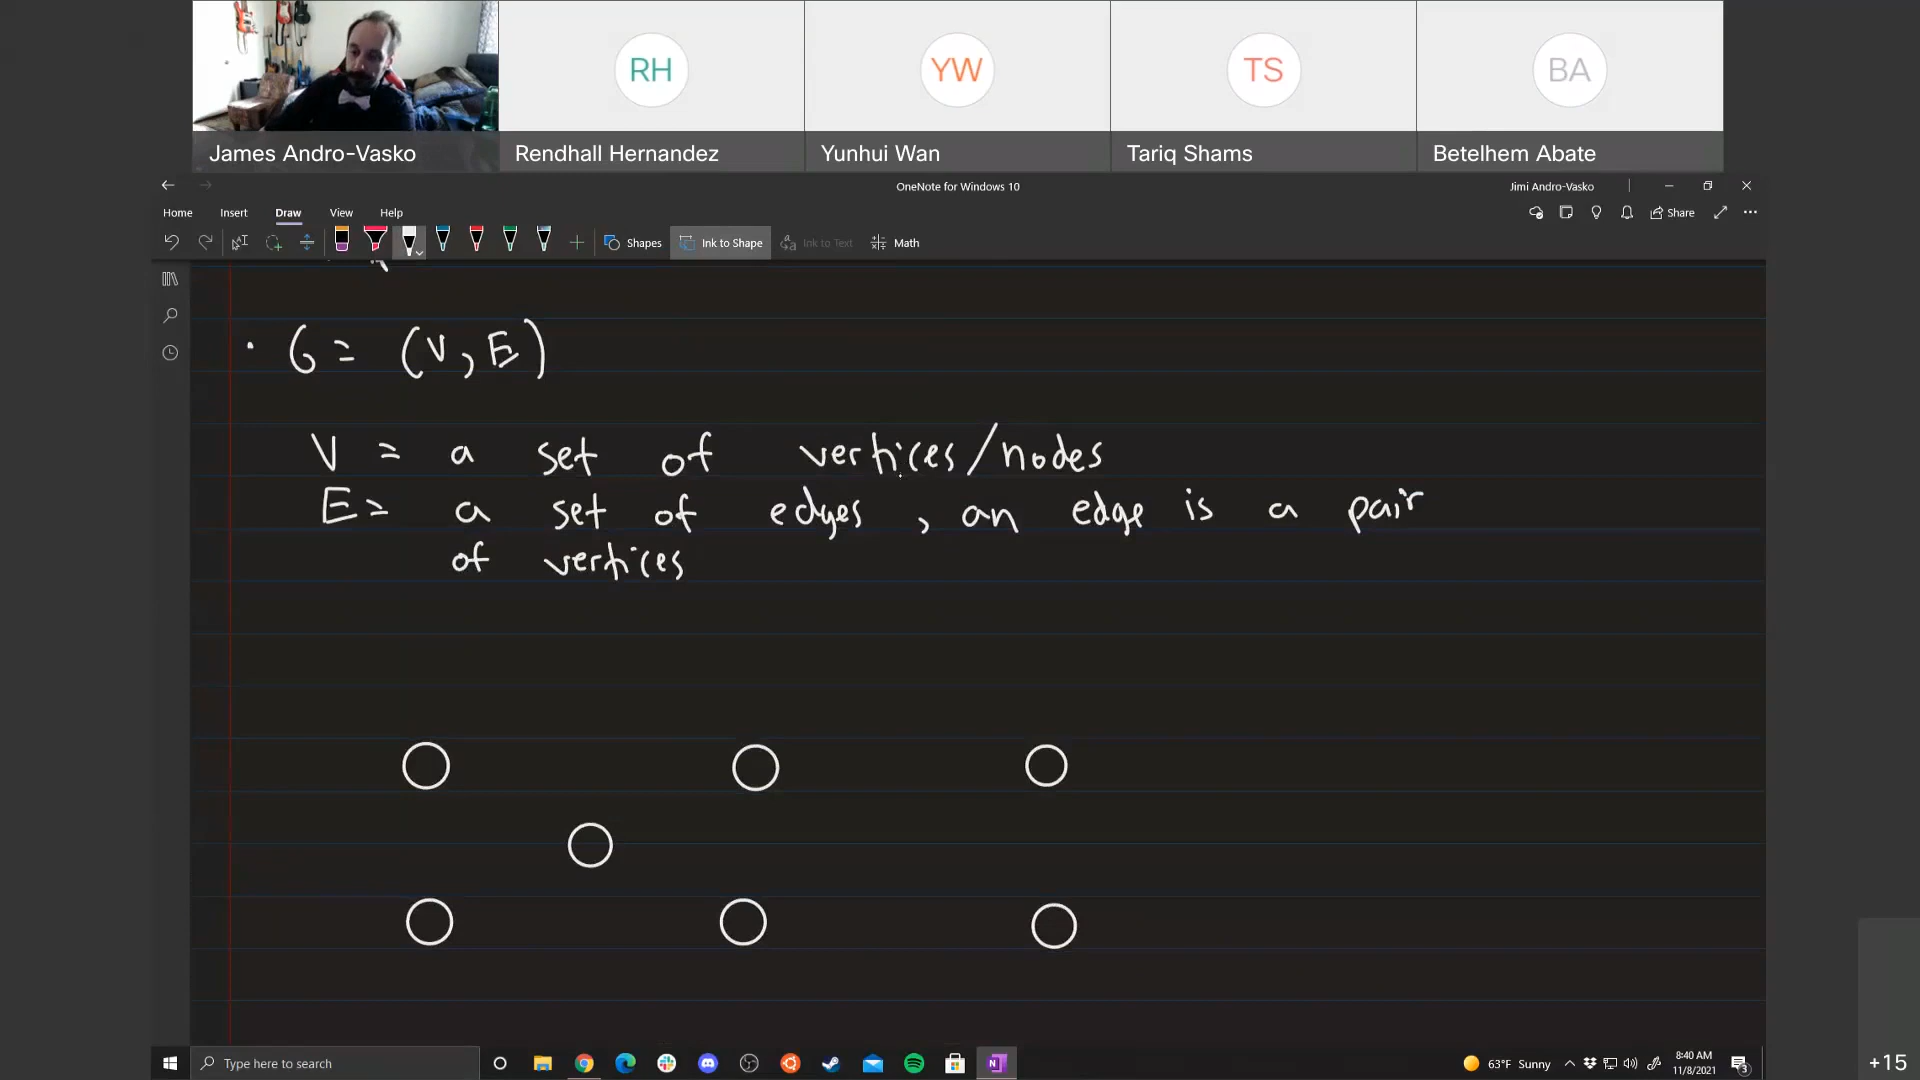 RH
YW
TS
BA
James Andro-Vasko
Rendhall Hernandez
Yunhui Wan
Tariq Shams
Betelhem Abate
OneNote for Windows 10
Jimi Andro-Vasko
Home Insert Draw View Help
Share
Shapes
Ink to Shape
Ink to Text
Math
· G = (V, E)
V = a set of vertices/nodes
E = a set of edges, an edge is a pair
of vertices
Type here to search
63°F Sunny
8:40 AM
11/8/2021
3
+15